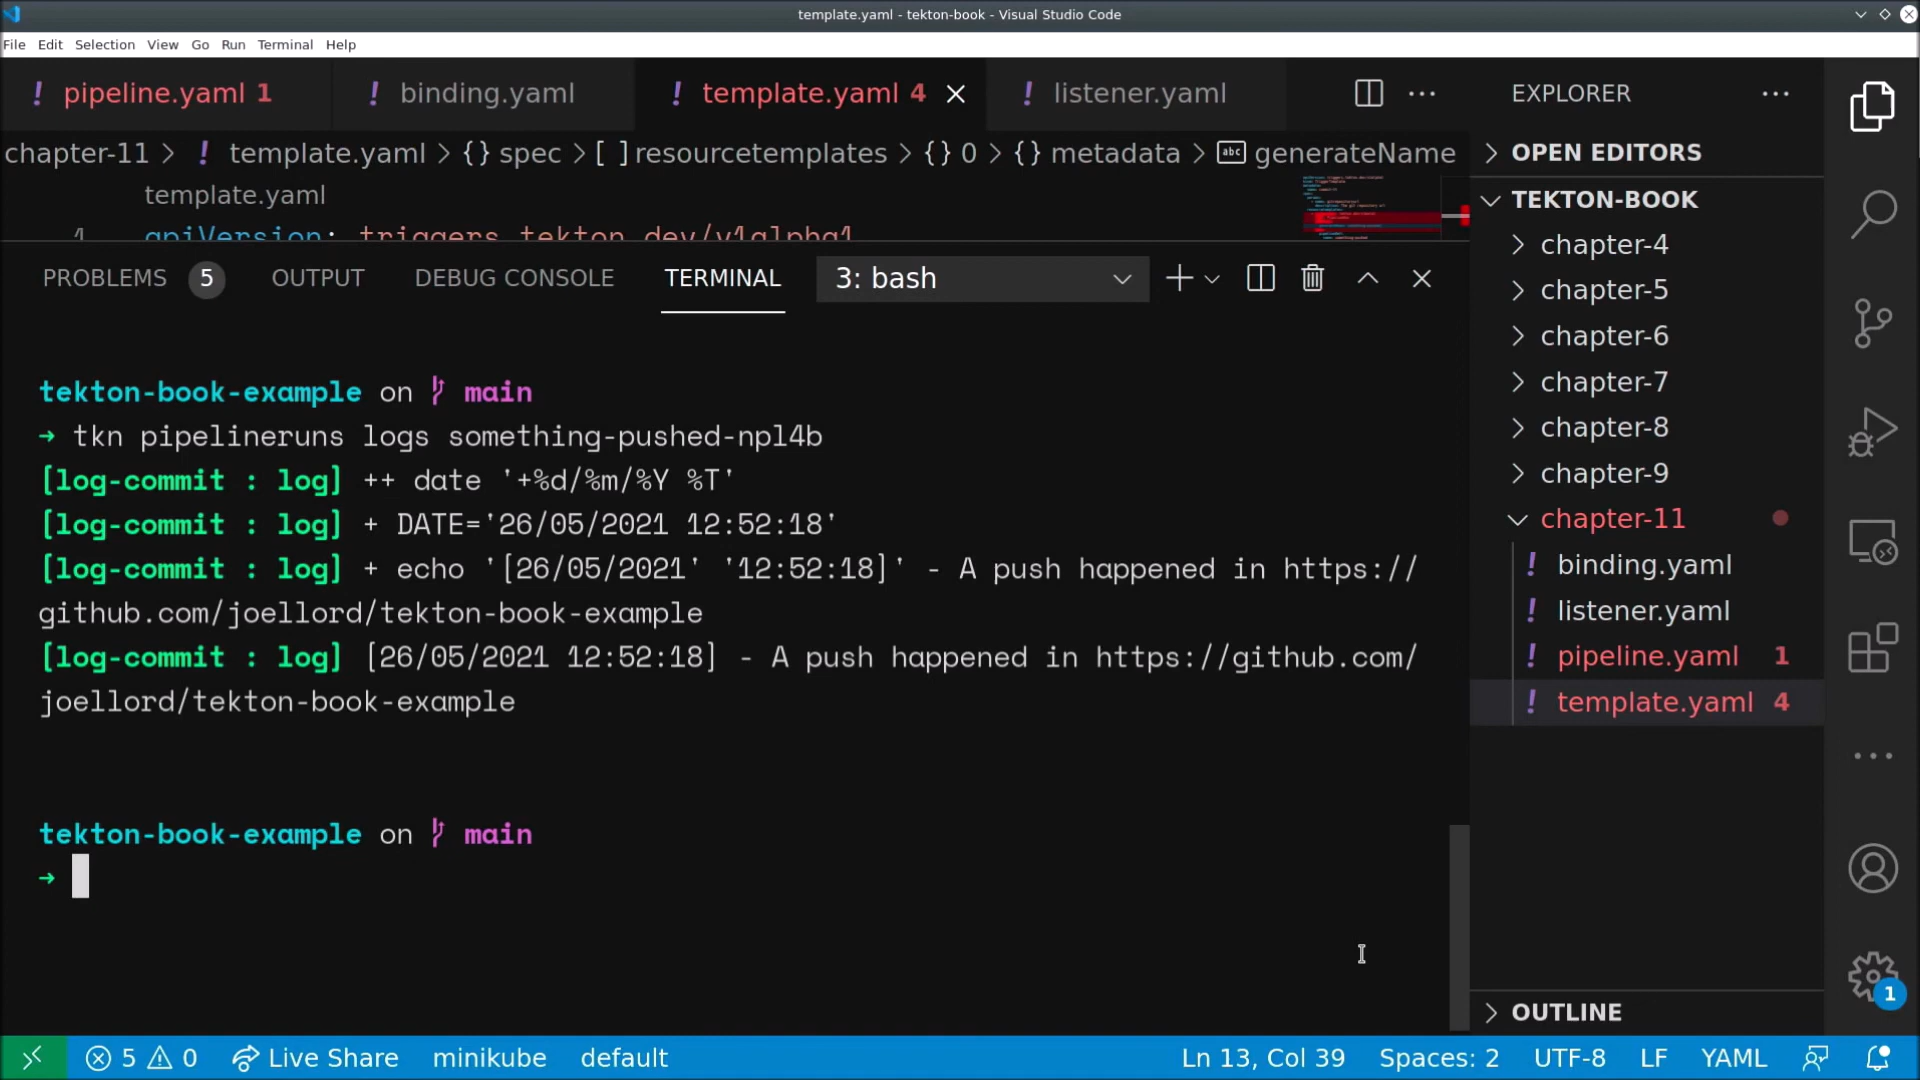 template.yaml - tekton-book - Visual Studio Code
File Edit Selection View Go Run Terminal Help
! pipeline.yaml 1 ! binding.yaml ! template.yaml 4 ! listener.yaml
chapter-11 > ! template.yaml > {} spec > [ ] resourcetemplates > {} 0 > {} metadata > abc generateName
template.yaml
4 apiVersion: triggers.tekton.dev/v1alpha1
PROBLEMS 5 OUTPUT DEBUG CONSOLE TERMINAL 3: bash
tekton-book-example on main
→ tkn pipelineruns logs something-pushed-npl4b
[log-commit : log] ++ date '+%d/%m/%Y %T'
[log-commit : log] + DATE='26/05/2021 12:52:18'
[log-commit : log] + echo '[26/05/2021' '12:52:18]' - A push happened in https://
github.com/joellord/tekton-book-example
[log-commit : log] [26/05/2021 12:52:18] - A push happened in https://github.com/
joellord/tekton-book-example
tekton-book-example on main
→
EXPLORER
OPEN EDITORS
TEKTON-BOOK
chapter-4
chapter-5
chapter-6
chapter-7
chapter-8
chapter-9
chapter-11
! binding.yaml
! listener.yaml
! pipeline.yaml 1
! template.yaml 4
OUTLINE
1
5 0 Live Share minikube default Ln 13, Col 39 Spaces: 2 UTF-8 LF YAML